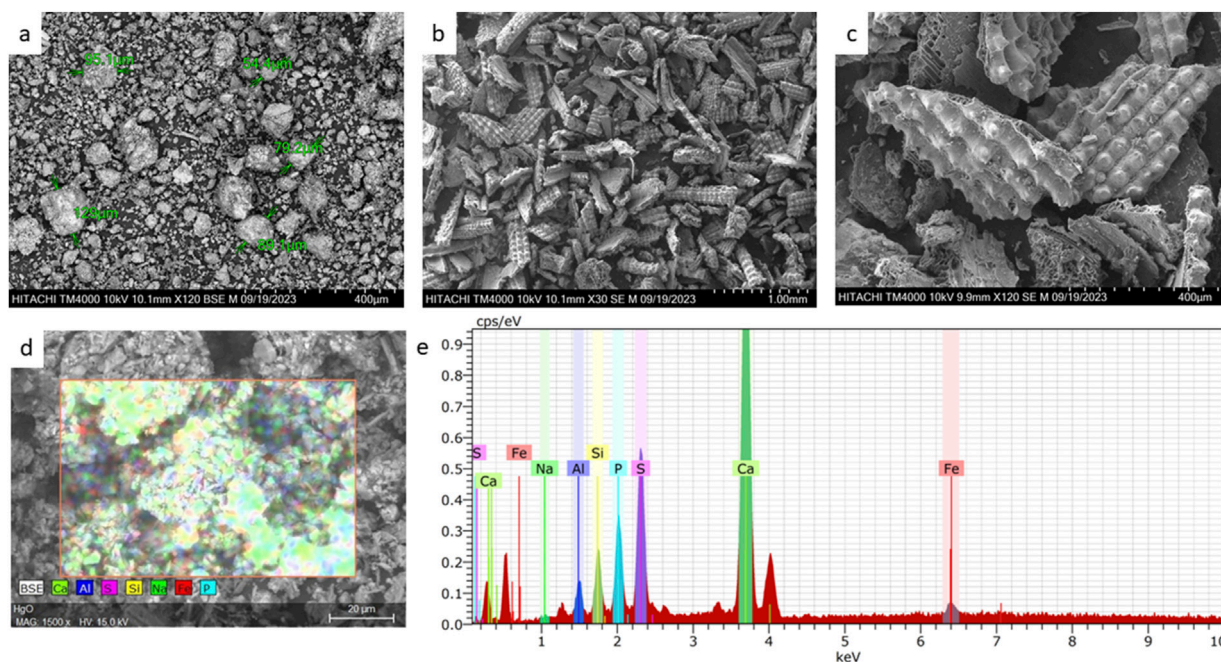 a
95.1µm
54.4µm
79.2µm
129µm
89.1µm
HITACHI TM4000 10kV 10.1mm X120 BSE M 09/19/2023
400µm
b
HITACHI TM4000 10kV 10.1mm X30 SE M 09/19/2023
1.00mm
c
HITACHI TM4000 10kV 9.9mm X120 SE M 09/19/2023
400µm
d
BSE Ca Al S Si Na Fe P
HgO
MAG: 1500 x HV: 15.0 kV
20 µm
e
cps/eV
0.9
0.8
0.7
0.6
0.5
0.4
0.3
0.2
0.1
0.0
S
Ca
Fe
Na
Al
Si
P
S
Ca
Fe
1 2 3 4 5 6 7 8 9 10
keV